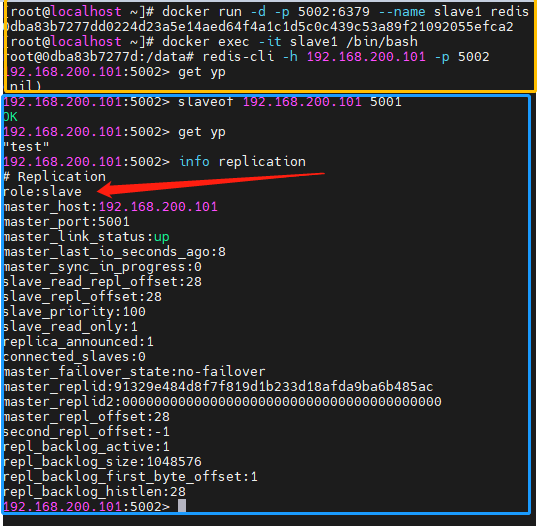 [root@localhost ~]# docker run -d -p 5002:6379 --name slave1 redis
0dba83b7277dd0224d23a5e14aed64f4a1c1d5c0c439c53a89f21092055efca2
[root@localhost ~]# docker exec -it slave1 /bin/bash
root@0dba83b7277d:/data# redis-cli -h 192.168.200.101 -p 5002
192.168.200.101:5002> get yp
(nil)
192.168.200.101:5002> slaveof 192.168.200.101 5001
OK
192.168.200.101:5002> get yp
"test"
192.168.200.101:5002> info replication
# Replication
role:slave
master_host:192.168.200.101
master_port:5001
master_link_status:up
master_last_io_seconds_ago:8
master_sync_in_progress:0
slave_read_repl_offset:28
slave_repl_offset:28
slave_priority:100
slave_read_only:1
replica_announced:1
connected_slaves:0
master_failover_state:no-failover
master_replid:91329e484d8f7f819d1b233d18afda9ba6b485ac
master_replid2:0000000000000000000000000000000000000000
master_repl_offset:28
second_repl_offset:-1
repl_backlog_active:1
repl_backlog_size:1048576
repl_backlog_first_byte_offset:1
repl_backlog_histlen:28
192.168.200.101:5002>